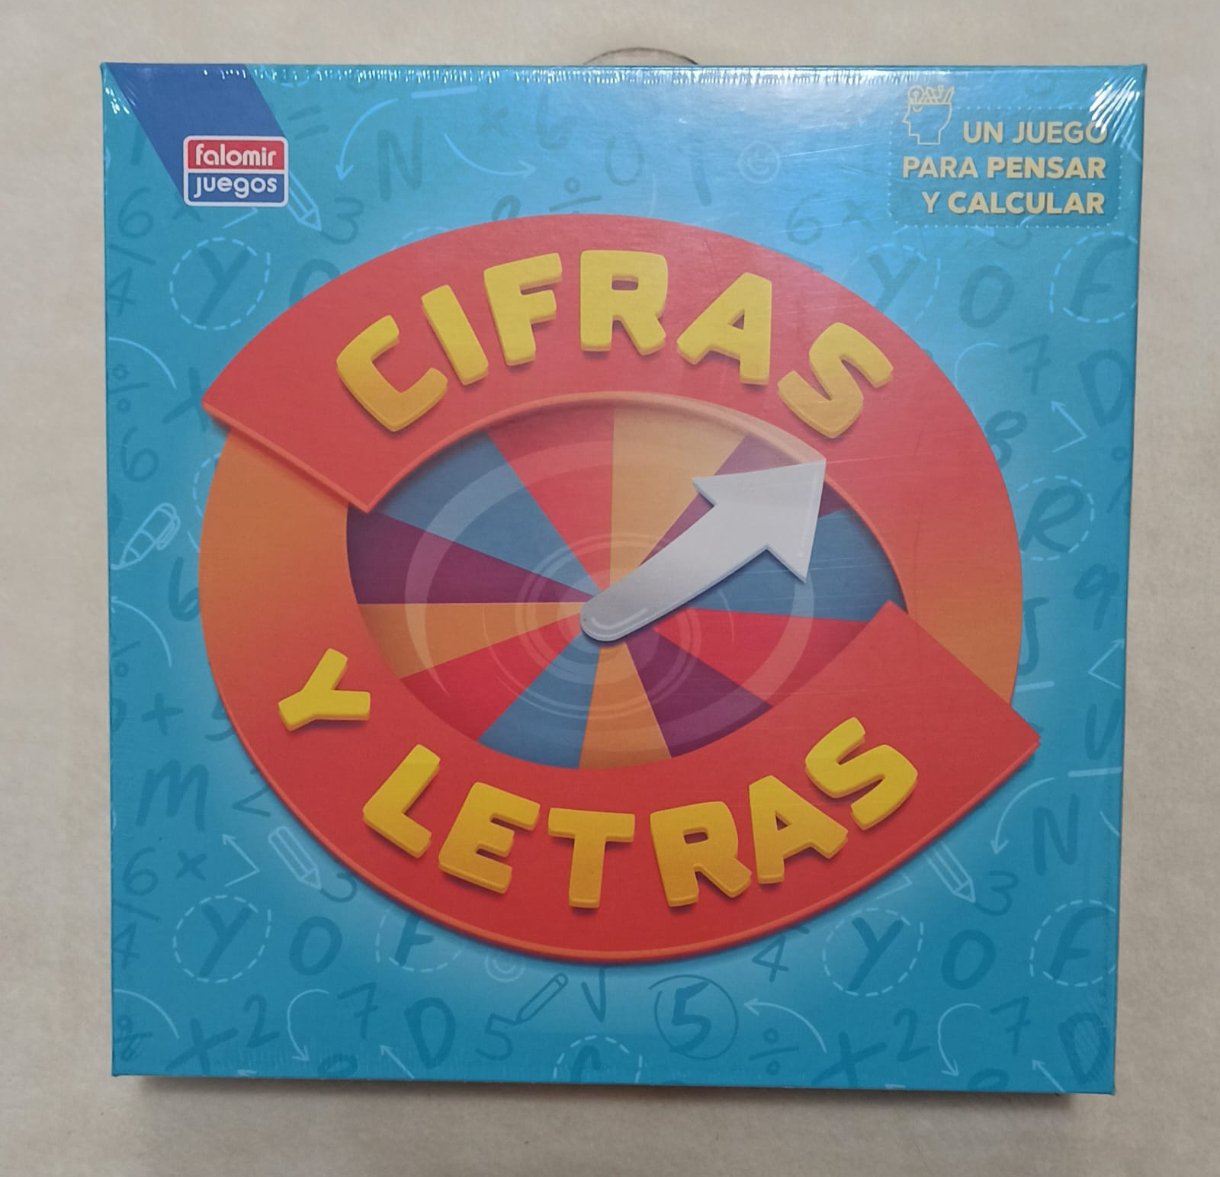 falomir
juegos
UN JUEGO
PARA PENSAR
Y CALCULAR
CIFRAS
Y LETRAS